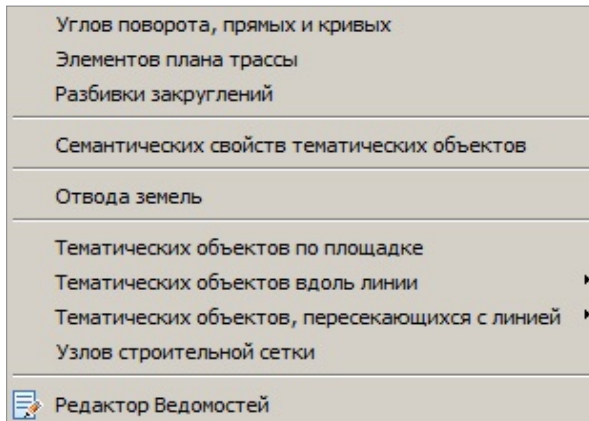 Углов поворота, прямых и кривых
Элементов плана трассы
Разбивки закруглений
Семантических свойств тематических объектов
Отвода земель
Тематических объектов по площадке
Тематических объектов вдоль линии
Тематических объектов, пересекающихся с линией
Узлов строительной сетки
Редактор Ведомостей